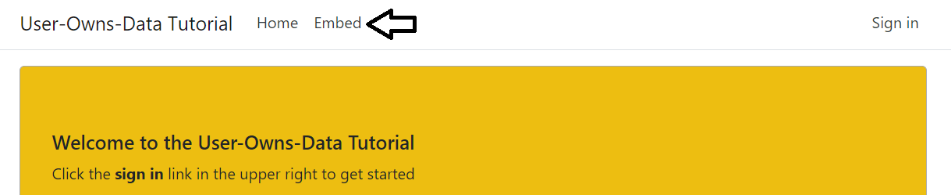 User-Owns-Data Tutorial Home Embed Sign in
Welcome to the User-Owns-Data Tutorial
Click the sign in link in the upper right to get started